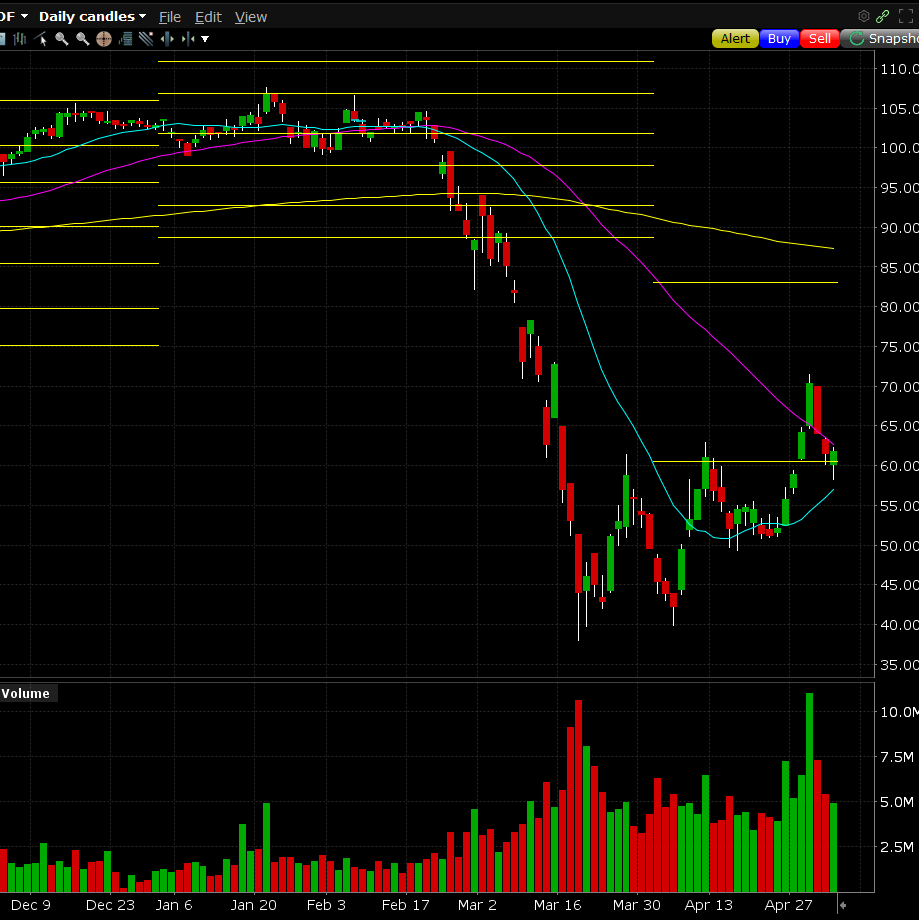 DF Daily candles File Edit View
Alert Buy Sell Snapsho
110.0
105.0
100.0
95.00
90.00
85.00
80.00
75.00
70.00
65.00
60.00
55.00
50.00
45.00
40.00
35.00
Volume
10.0M
7.5M
5.0M
2.5M
Dec 9 Dec 23 Jan 6 Jan 20 Feb 3 Feb 17 Mar 2 Mar 16 Mar 30 Apr 13 Apr 27